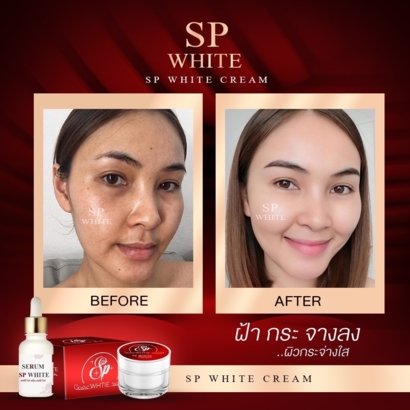 SP
WHITE
SP WHITE CREAM
SP
WHITE
SP
WHITE
BEFORE
AFTER
ฝ้า กระ จางลง
..ผิวกระจ่างใส
SERUM
SP WHITE
Sp
SP WHITE CREAM